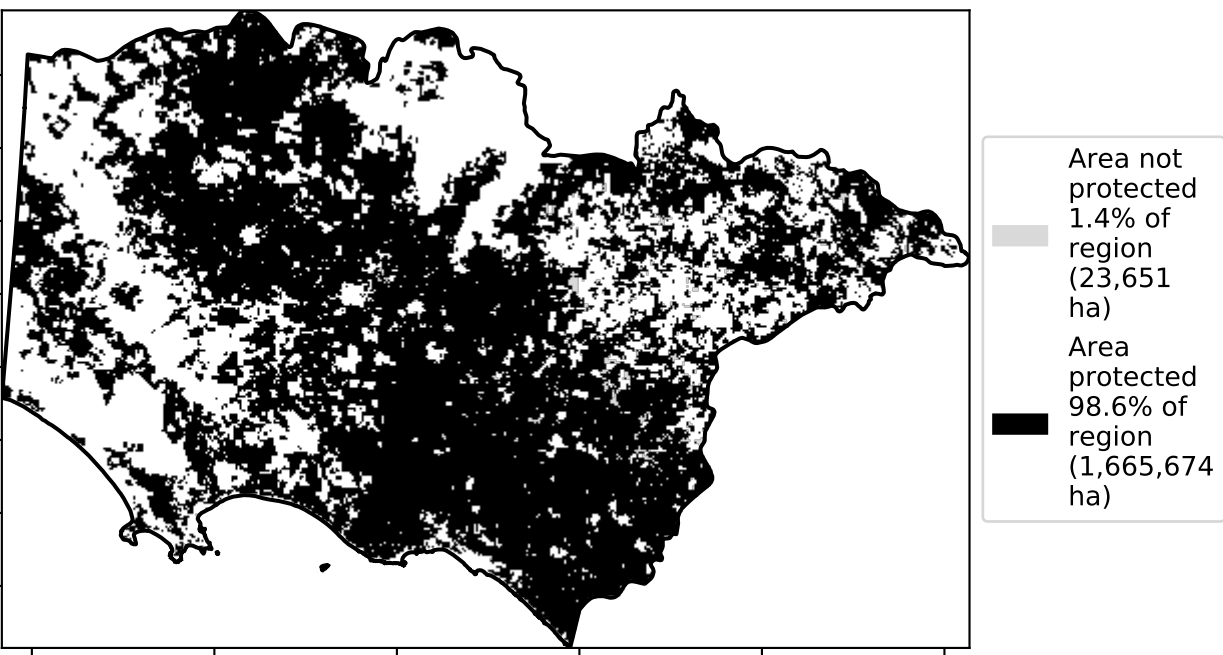 Area not
protected
1.4% of
region
(23,651
ha)
Area
protected
98.6% of
region
(1,665,674
ha)